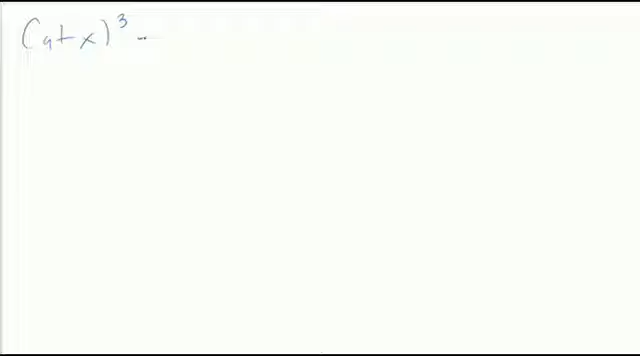 (a+x)³ =